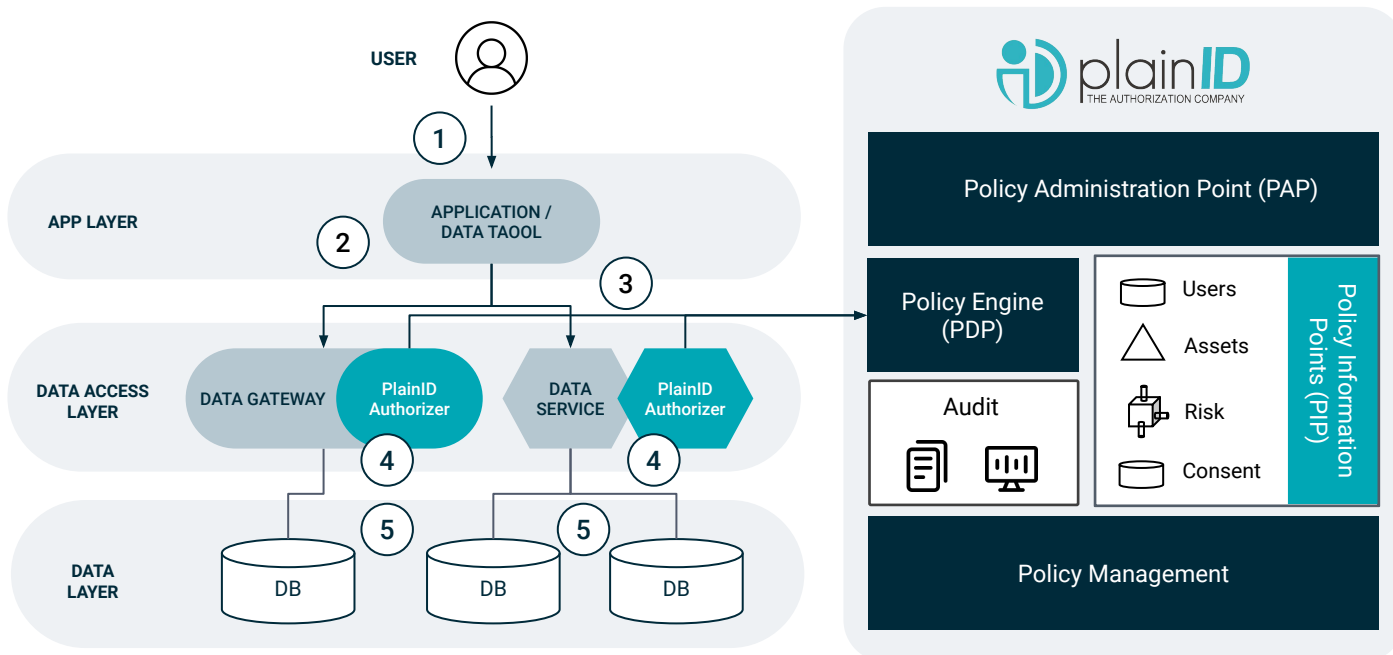 USER
1
APP LAYER
APPLICATION /
DATA TAOOL
2
3
DATA ACCESS
LAYER
DATA GATEWAY
PlainID
Authorizer
DATA
SERVICE
PlainID
Authorizer
4
4
5
5
DATA
LAYER
DB
DB
DB
plainID
THE AUTHORIZATION COMPANY
Policy Administration Point (PAP)
Policy Engine
(PDP)
Users
Assets
Risk
Consent
Policy Information
Points (PIP)
Audit
Policy Management